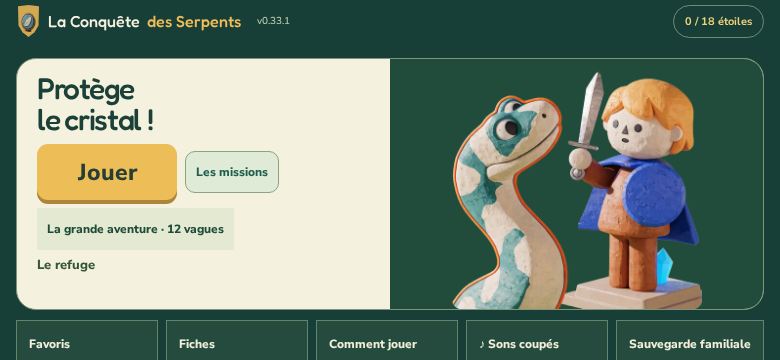 La Conquête des Serpents v0.33.1
0 / 18 étoiles
Protège
le cristal !
Jouer
Les missions
La grande aventure · 12 vagues
Le refuge
Favoris
Fiches
Comment jouer
♪ Sons coupés
Sauvegarde familiale